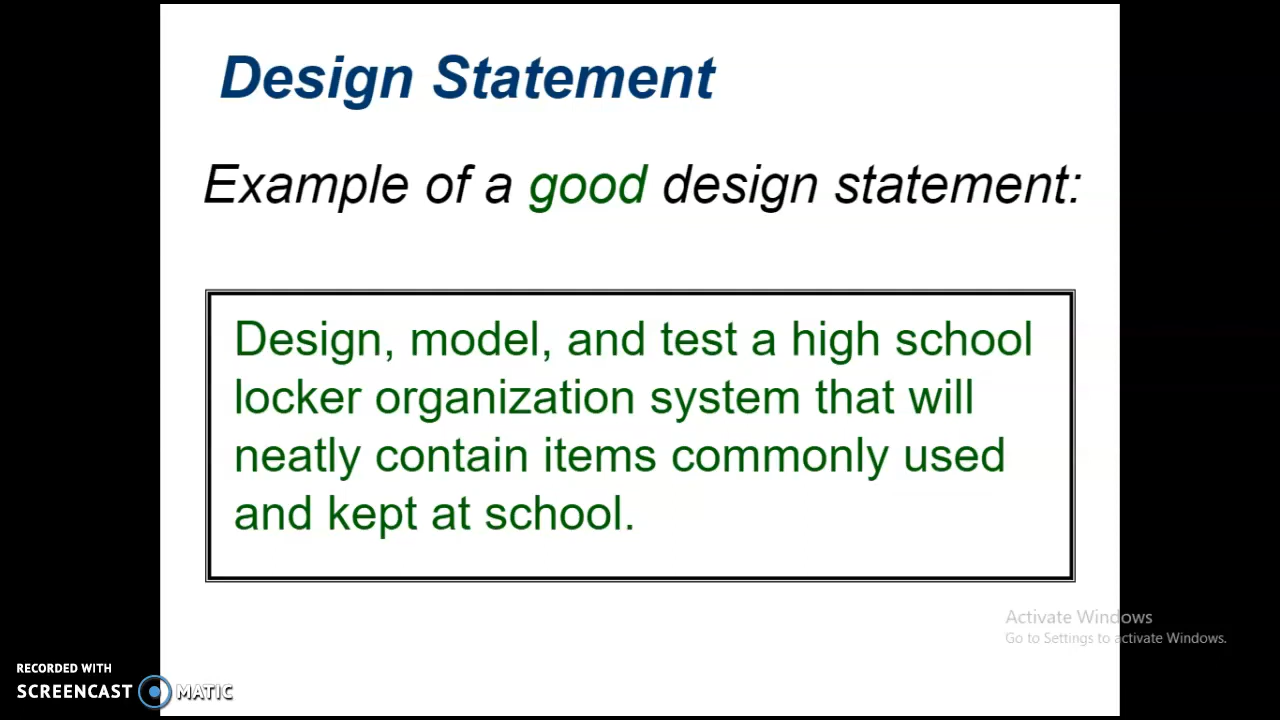 Design Statement
Example of a good design statement:
Design, model, and test a high school
locker organization system that will
neatly contain items commonly used
and kept at school.
Activate Windows
Go to Settings to activate Windows.
RECORDED WITH
SCREENCAST MATIC